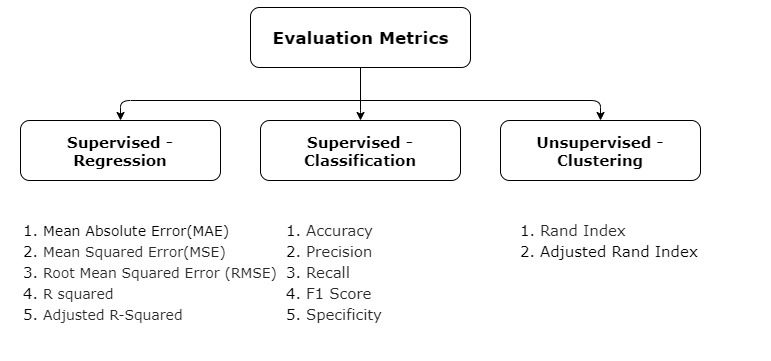 Evaluation Metrics
Supervised -
Regression
Supervised -
Classification
Unsupervised -
Clustering
1. Mean Absolute Error(MAE)
2. Mean Squared Error(MSE)
3. Root Mean Squared Error (RMSE)
4. R squared
5. Adjusted R-Squared
1. Accuracy
2. Precision
3. Recall
4. F1 Score
5. Specificity
1. Rand Index
2. Adjusted Rand Index